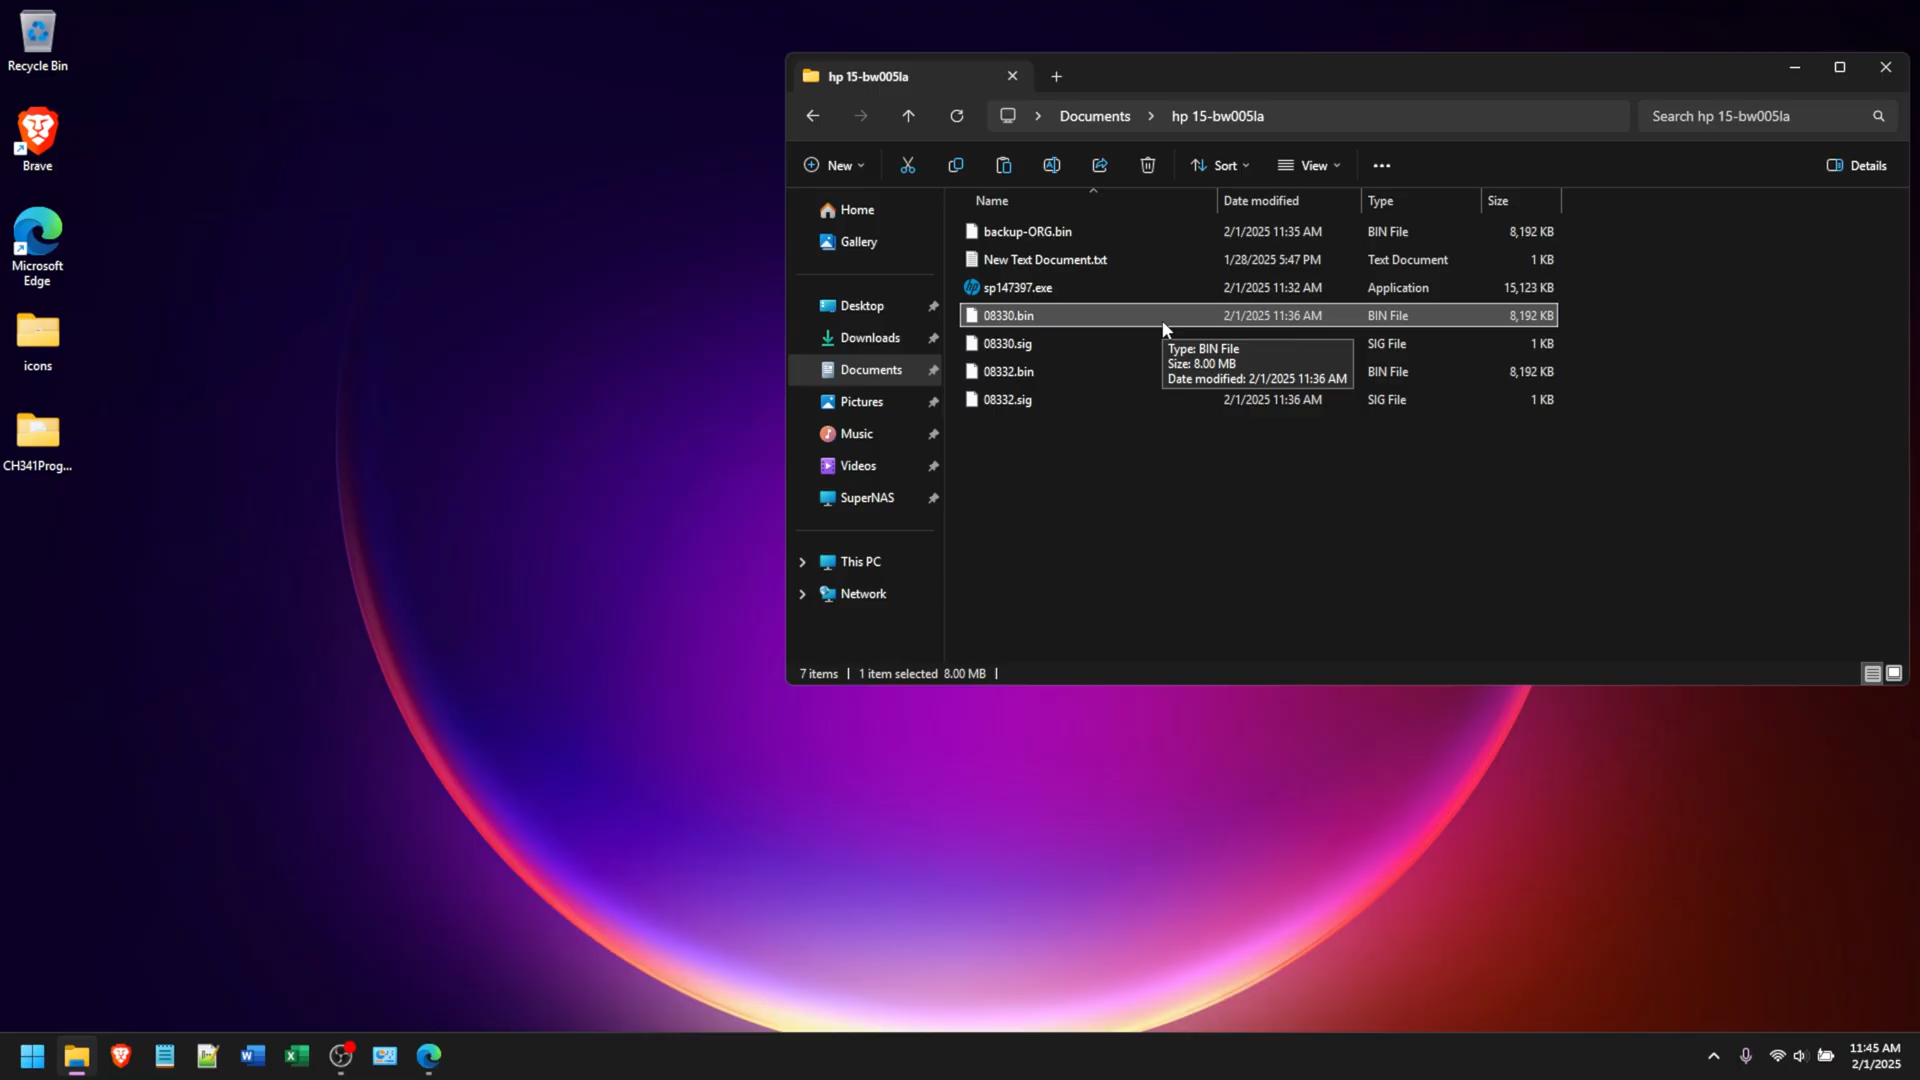 Recycle Bin
Brave
Microsoft
Edge
icons
CH341Prog...
hp 15-bw005la
Documents
hp 15-bw005la
Search hp 15-bw005la
New
Sort
View
Details
Home
Gallery
Desktop
Downloads
Documents
Pictures
Music
Videos
SuperNAS
This PC
Network
Name Date modified Type Size
backup-ORG.bin 2/1/2025 11:35 AM BIN File 8,192 KB
New Text Document.txt 1/28/2025 5:47 PM Text Document 1 KB
sp147397.exe 2/1/2025 11:32 AM Application 15,123 KB
08330.bin 2/1/2025 11:36 AM BIN File 8,192 KB
08330.sig SIG File 1 KB
08332.bin BIN File 8,192 KB
08332.sig 2/1/2025 11:36 AM SIG File 1 KB
Type: BIN File
Size: 8.00 MB
Date modified: 2/1/2025 11:36 AM
7 items 1 item selected 8.00 MB
11:45 AM
2/1/2025